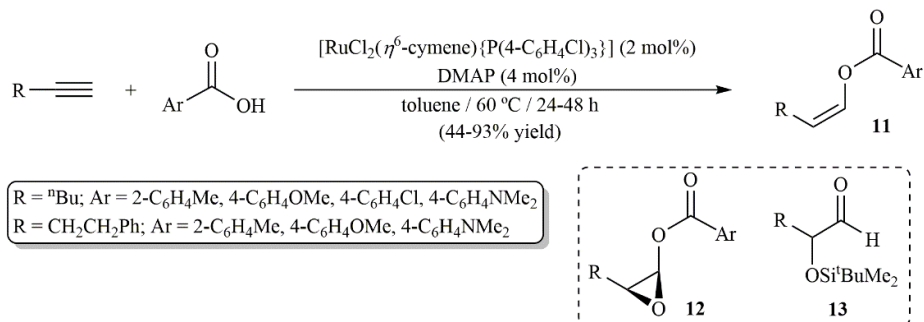 [RuCl₂(η⁶-cymene){P(4-C₆H₄Cl)₃}] (2 mol%)
DMAP (4 mol%)
toluene / 60 ºC / 24-48 h
(44-93% yield)
R
+
O
Ar
OH
O
O
Ar
R
11
R = ⁿBu; Ar = 2-C₆H₄Me, 4-C₆H₄OMe, 4-C₆H₄Cl, 4-C₆H₄NMe₂
R = CH₂CH₂Ph; Ar = 2-C₆H₄Me, 4-C₆H₄OMe, 4-C₆H₄NMe₂
O
O
Ar
R
O
12
O
R
H
OSiᵗBuMe₂
13